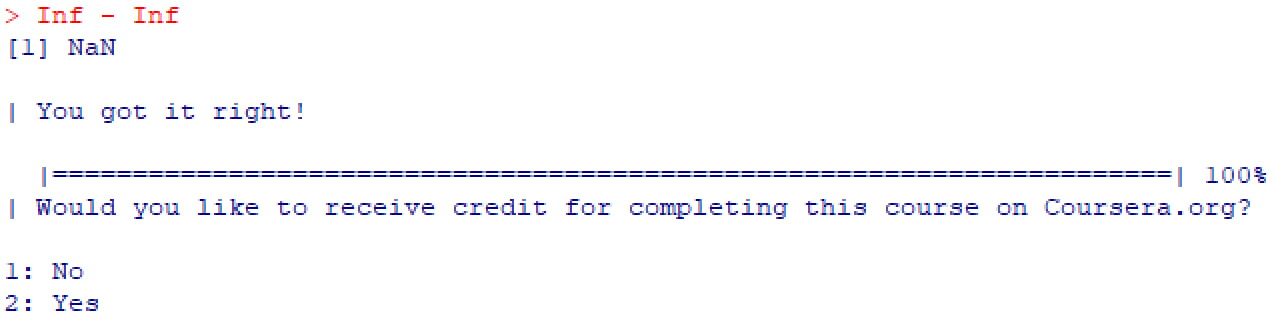 > Inf - Inf
[1] NaN
| You got it right!
|======================================================================| 100%
| Would you like to receive credit for completing this course on Coursera.org?
1: No
2: Yes